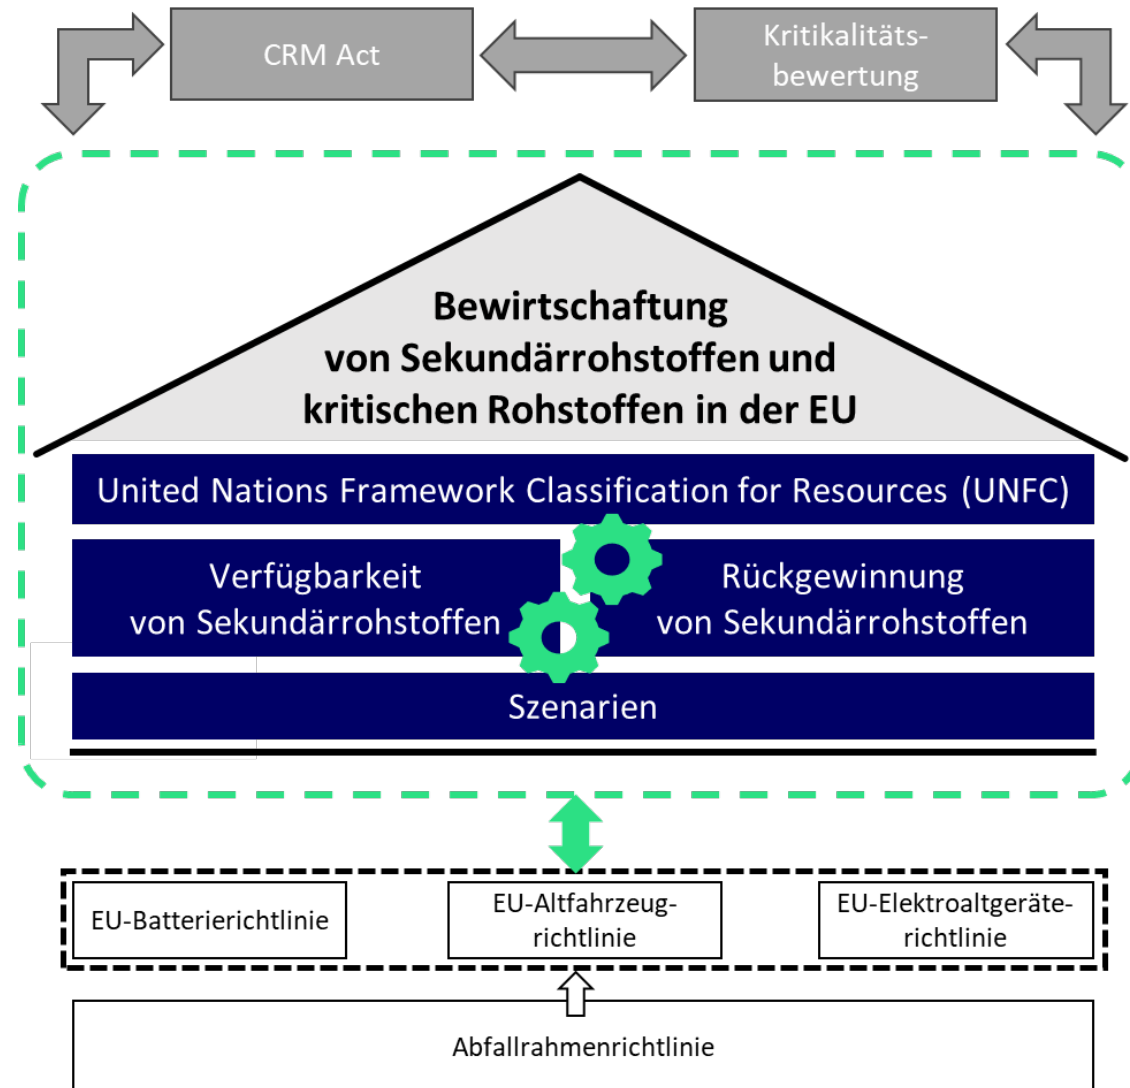 CRM Act
Kritikalitäts-
bewertung
Bewirtschaftung
von Sekundärrohstoffen und
kritischen Rohstoffen in der EU
United Nations Framework Classification for Resources (UNFC)
Verfügbarkeit
von Sekundärrohstoffen
Rückgewinnung
von Sekundärrohstoffen
Szenarien
EU-Batterierichtlinie
EU-Altfahrzeug-
richtlinie
EU-Elektroaltgeräte-
richtlinie
Abfallrahmenrichtlinie